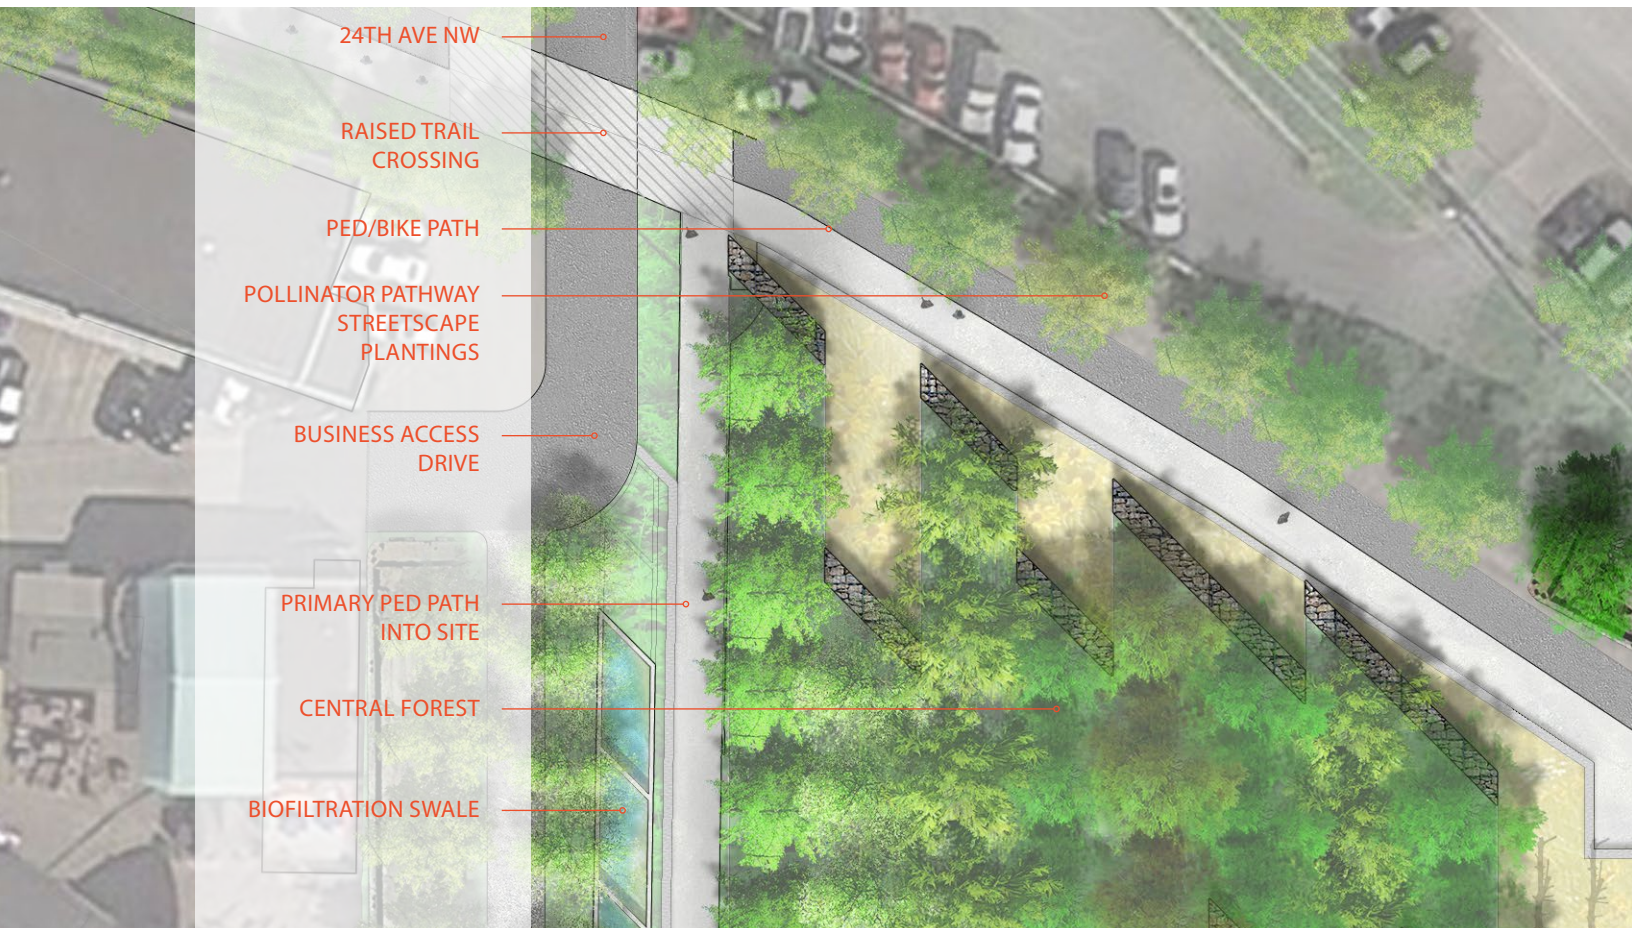 24TH AVE NW
RAISED TRAIL
CROSSING
PED/BIKE PATH
POLLINATOR PATHWAY
STREETSCAPE
PLANTINGS
BUSINESS ACCESS
DRIVE
PRIMARY PED PATH
INTO SITE
CENTRAL FOREST
BIOFILTRATION SWALE